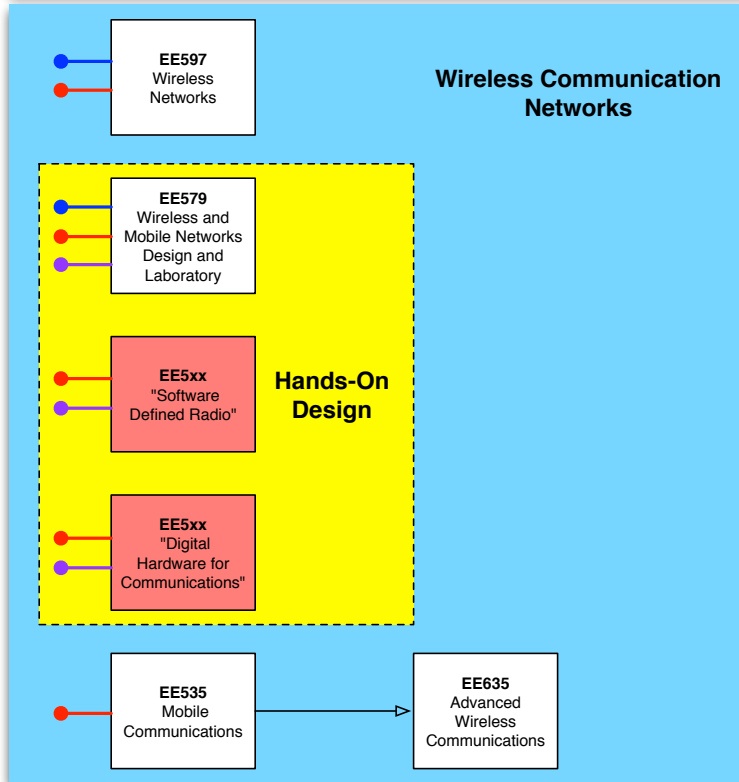 EE597
Wireless
Networks
Wireless Communication
Networks
EE579
Wireless and
Mobile Networks
Design and
Laboratory
EE5xx
"Software
Defined Radio"
Hands-On
Design
EE5xx
"Digital
Hardware for
Communications"
EE535
Mobile
Communications
EE635
Advanced
Wireless
Communications